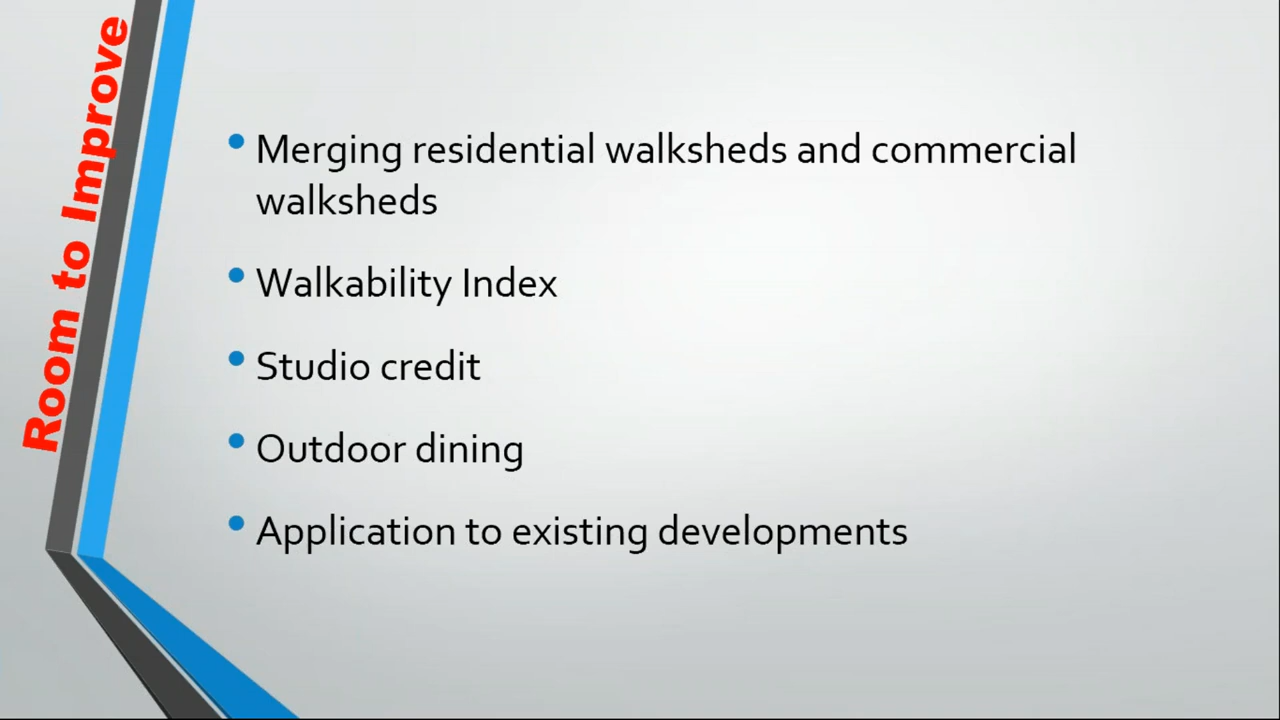 Room to Improve
Merging residential walksheds and commercial
walksheds
Walkability Index
Studio credit
Outdoor dining
Application to existing developments